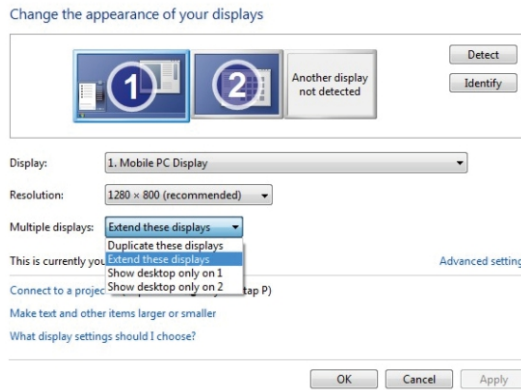 Change the appearance of your displays
1
2
Another display
not detected
Detect
Identify
Display:
1. Mobile PC Display
Resolution:
1280 × 800 (recommended)
Multiple displays:
Extend these displays
Duplicate these displays
This is currently you
Extend these displays
Advanced setting
Show desktop only on 1
Connect to a projec
Show desktop only on 2
tap P)
Make text and other items larger or smaller
What display settings should I choose?
OK
Cancel
Apply